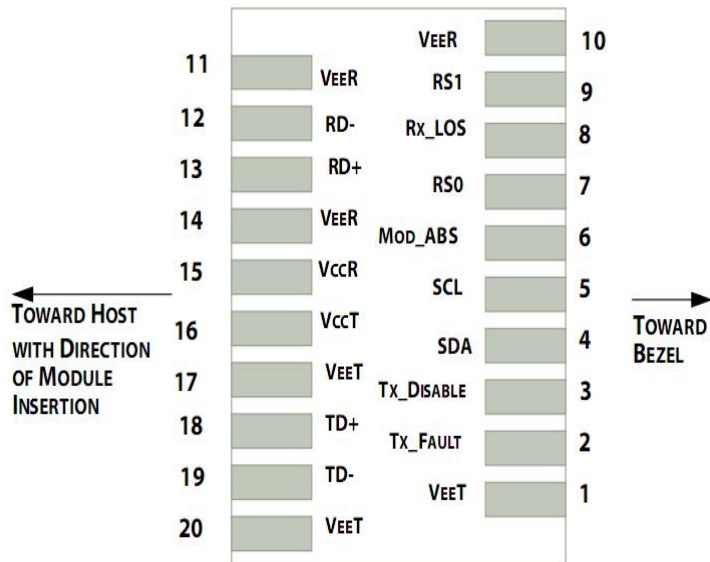 VEER 10
11 VEER
RS1 9
12 RD-
RX_LOS 8
13 RD+
RS0 7
14 VEER
MOD_ABS 6
15 VCCR
SCL 5
TOWARD HOST
WITH DIRECTION
OF MODULE
INSERTION
TOWARD
BEZEL
16 VCCT
SDA 4
17 VEET
TX_DISABLE 3
18 TD+
TX_FAULT 2
19 TD-
VEET 1
20 VEET